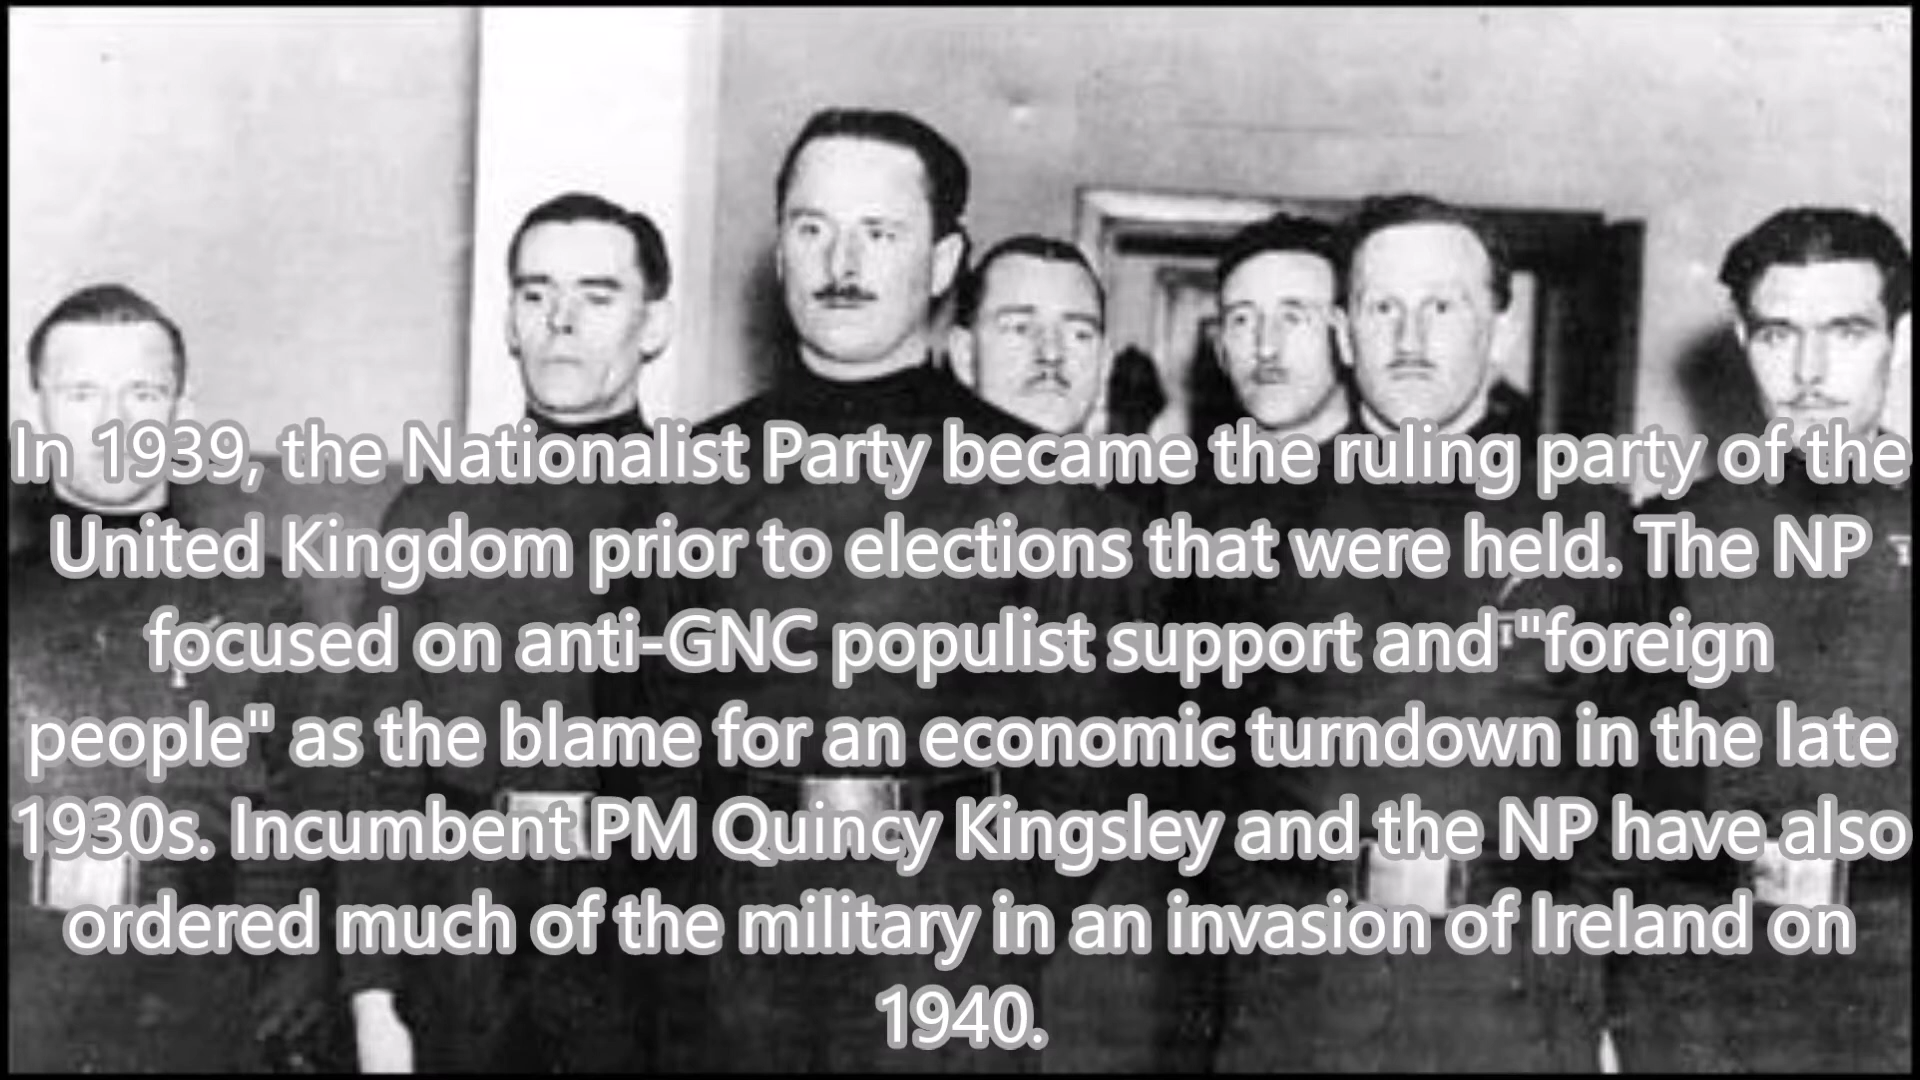 In 1939, the Nationalist Party became the ruling party of the
United Kingdom prior to elections that were held. The NP
focused on anti-GNC populist support and "foreign
people" as the blame for an economic turndown in the late
1930s. Incumbent PM Quincy Kingsley and the NP have also
ordered much of the military in an invasion of Ireland on
1940.